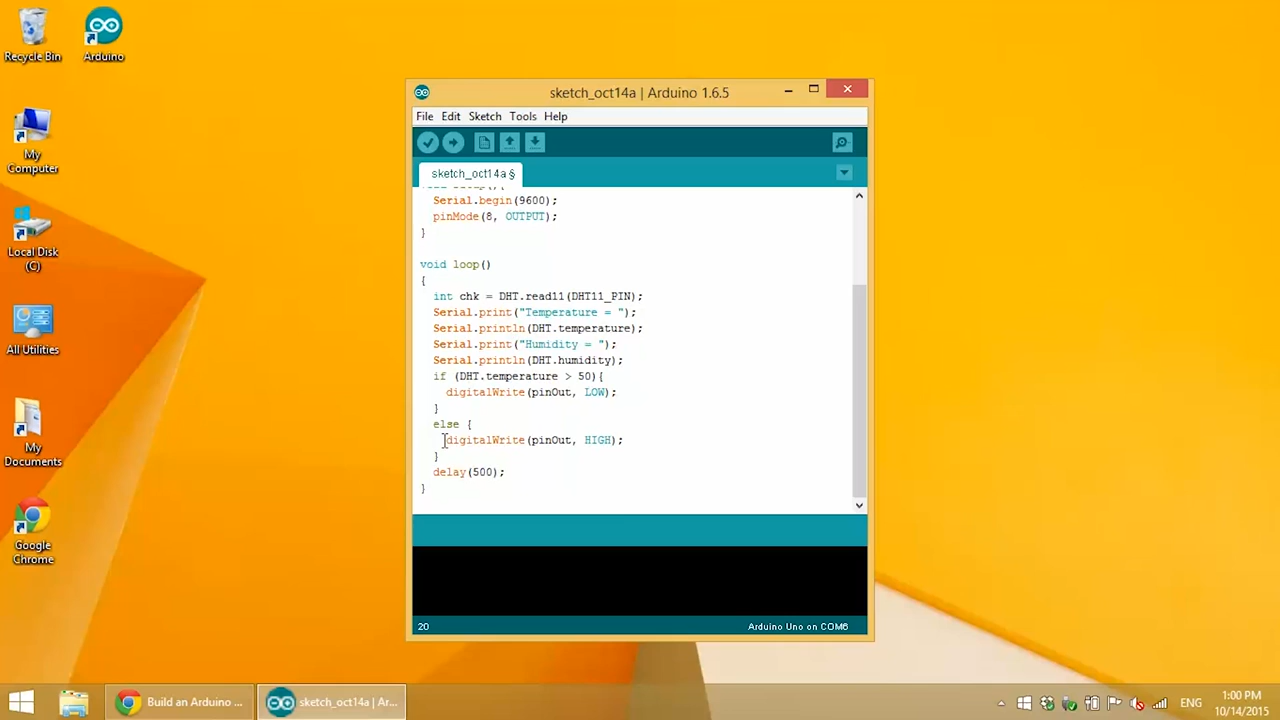 Recycle Bin
Arduino
My
Computer
Local Disk
(C)
All Utilities
My
Documents
Google
Chrome
sketch_oct14a | Arduino 1.6.5
File Edit Sketch Tools Help
sketch_oct14a §
Serial.begin(9600);
pinMode(8, OUTPUT);
}
void loop()
{
int chk = DHT.read11(DHT11_PIN);
Serial.print("Temperature = ");
Serial.println(DHT.temperature);
Serial.print("Humidity = ");
Serial.println(DHT.humidity);
if (DHT.temperature > 50){
digitalWrite(pinOut, LOW);
}
else {
digitalWrite(pinOut, HIGH);
}
delay(500);
}
20
Arduino Uno on COM6
Build an Arduino ...
sketch_oct14a | Ar...
ENG
1:00 PM
10/14/2015